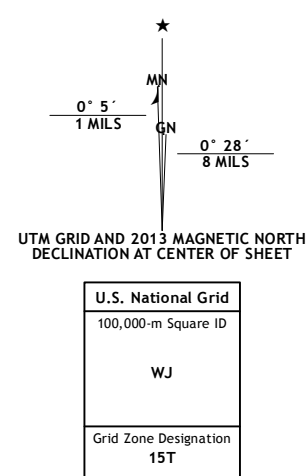 ★
MN
GN
0° 5´
1 MILS
0° 28´
8 MILS
UTM GRID AND 2013 MAGNETIC NORTH
DECLINATION AT CENTER OF SHEET
U.S. National Grid
100,000-m Square ID
WJ
Grid Zone Designation
15T